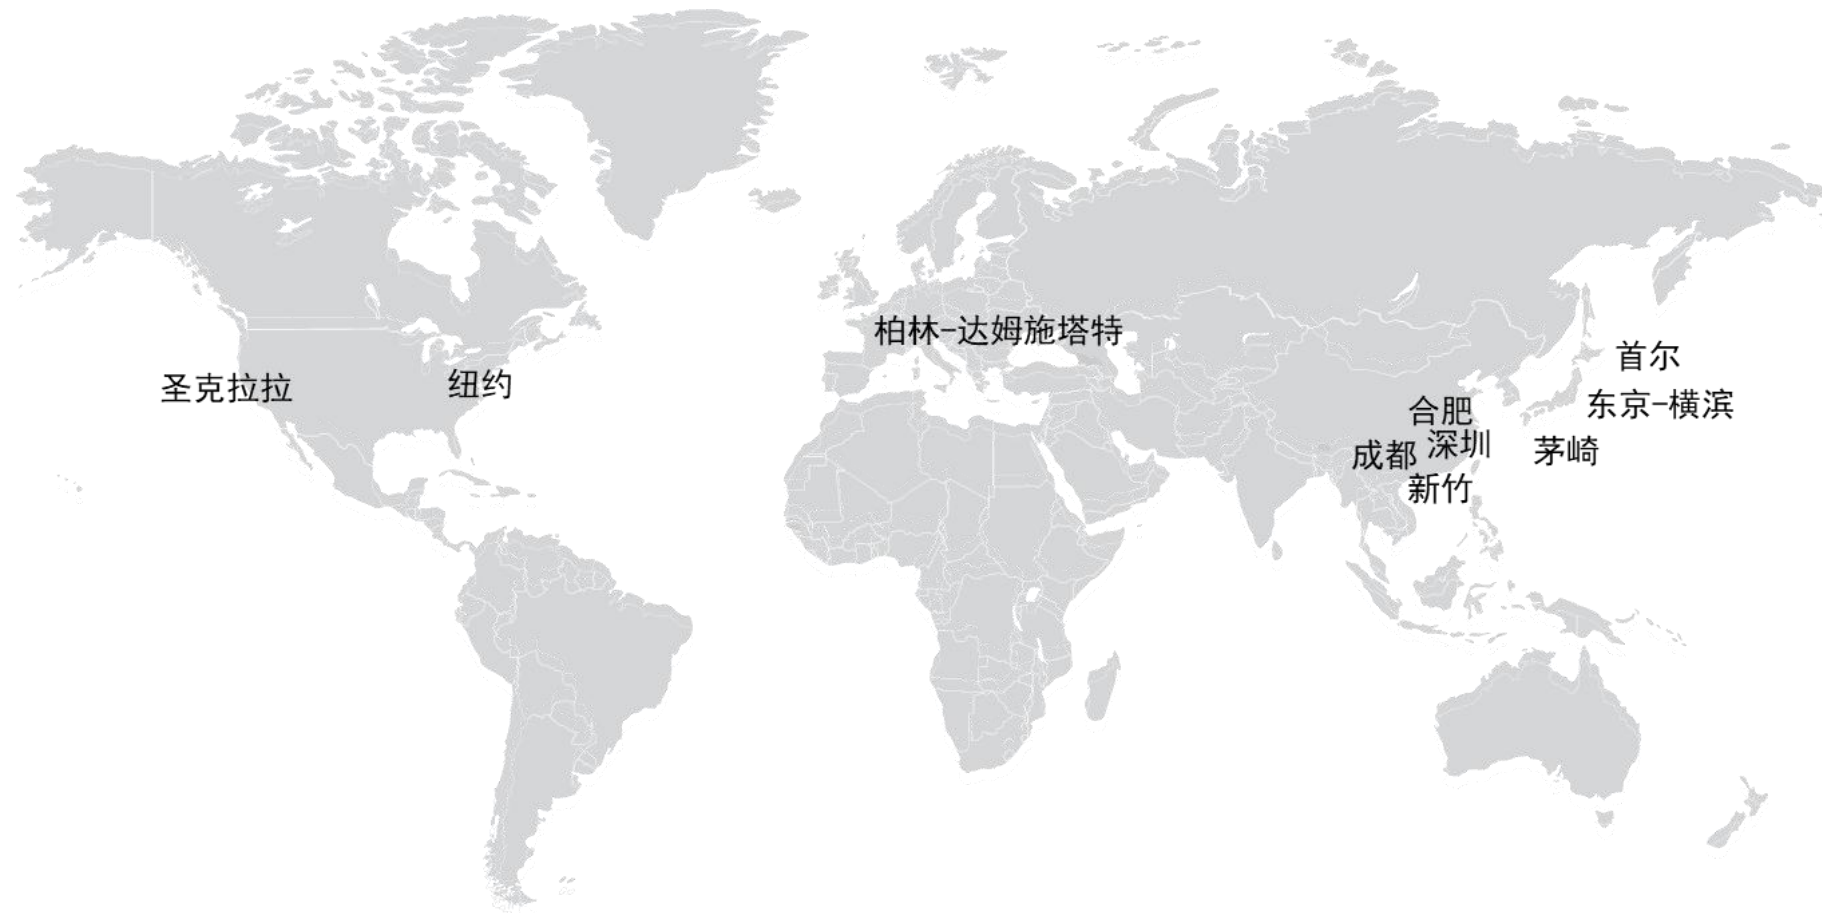 柏林-达姆施塔特
首尔
圣克拉拉
纽约
合肥
东京-横滨
深圳
成都
茅崎
新竹